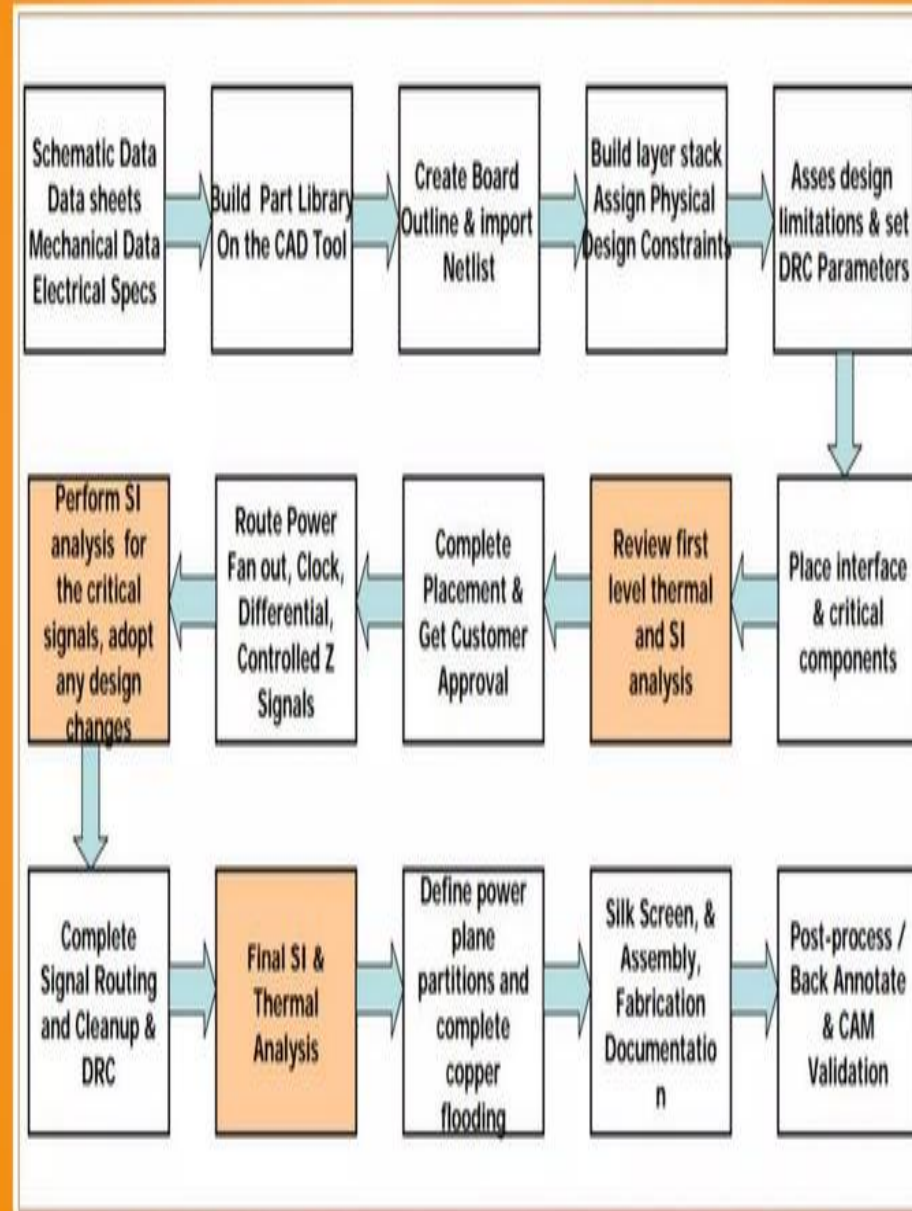 Schematic Data
Data sheets
Mechanical Data
Electrical Specs
Build Part Library
On the CAD Tool
Create Board
Outline & import
Netlist
Build layer stack
Assign Physical
Design Constraints
Asses design
limitations & set
DRC Parameters
Place interface
& critical
components
Review first
level thermal
and SI
analysis
Complete
Placement &
Get Customer
Approval
Route Power
Fan out, Clock,
Differential,
Controlled Z
Signals
Perform SI
analysis for
the critical
signals, adopt
any design
changes
Complete
Signal Routing
and Cleanup &
DRC
Final SI &
Thermal
Analysis
Define power
plane
partitions and
complete
copper
flooding
Silk Screen, &
Assembly,
Fabrication
Documentatio
n
Post-process /
Back Annotate
& CAM
Validation